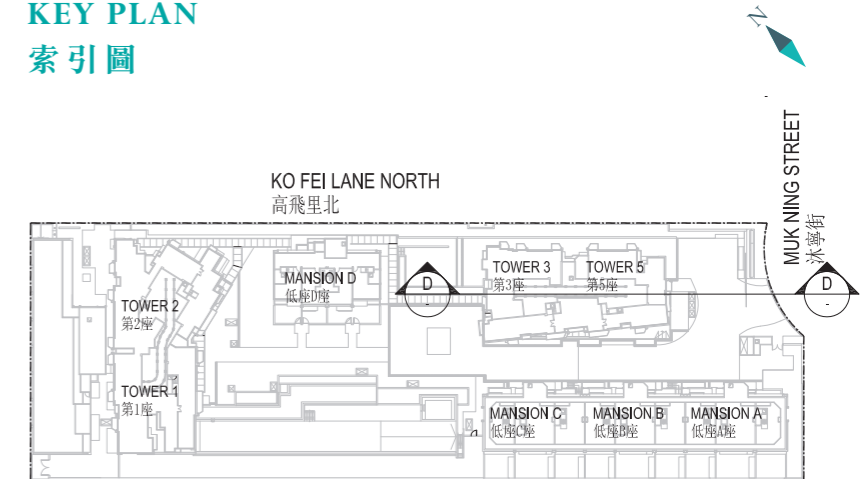 KEY PLAN
索引圖
N
KO FEI LANE NORTH
高飛里北
MUK NING STREET
沐寧街
MANSION D
低座D座
TOWER 3
第3座
TOWER 5
第5座
D
-
D
-
TOWER 2
第2座
TOWER 1
第1座
MANSION C
低座C座
MANSION B
低座B座
MANSION A
低座A座